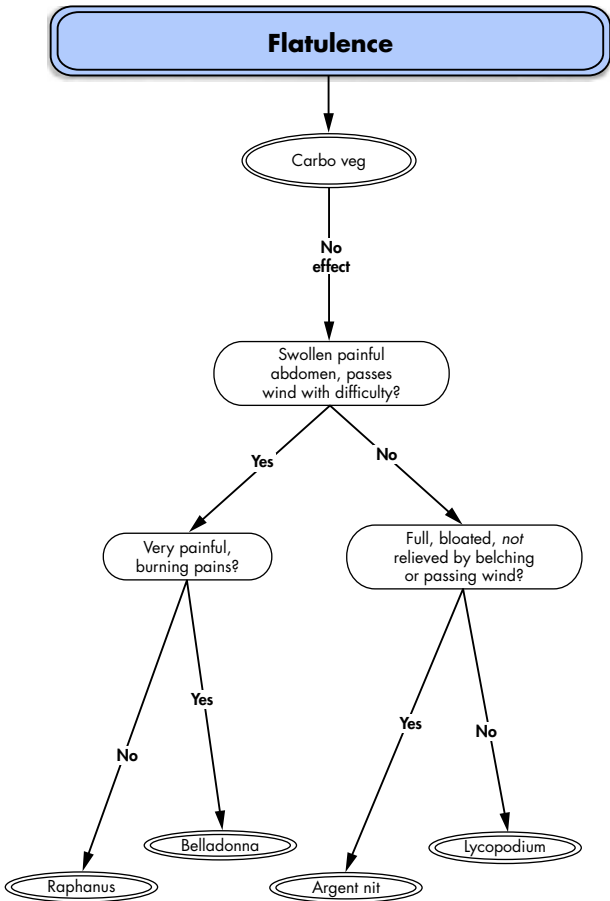 Flatulence
Carbo veg
No
effect
Swollen painful
abdomen, passes
wind with difficulty?
Yes
No
Very painful,
burning pains?
Full, bloated, not
relieved by belching
or passing wind?
Yes
No
Yes
No
Belladonna
Lycopodium
Raphanus
Argent nit